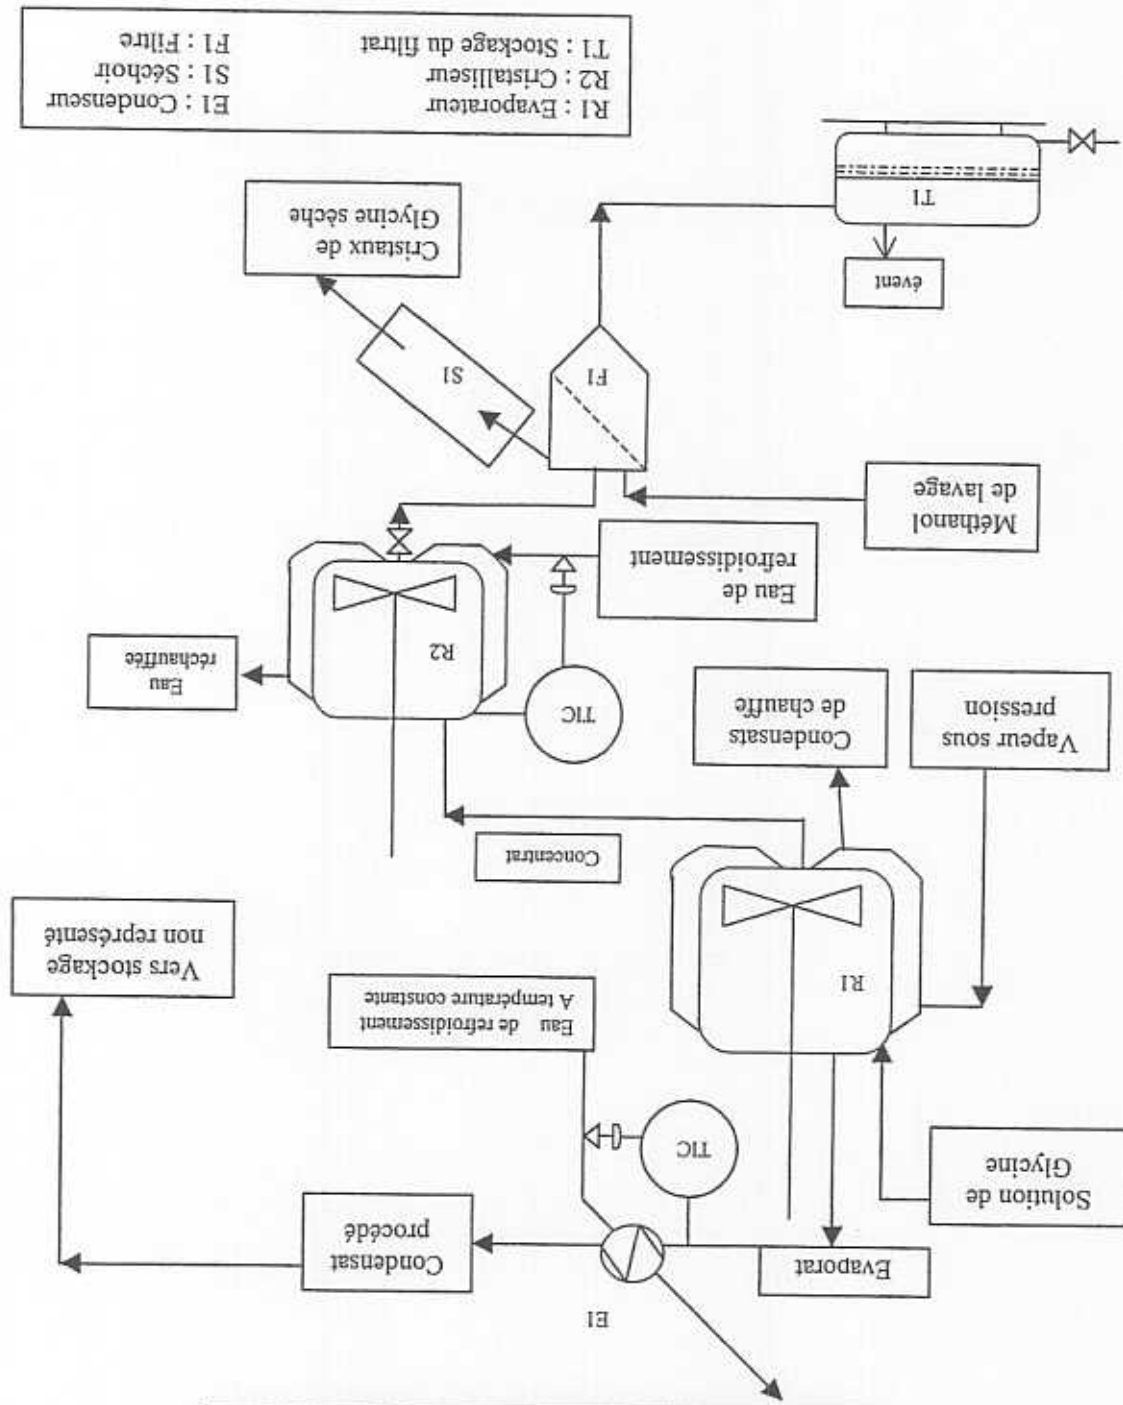 E1
Evaporat
Condensat
procédé
Solution de
Glycine
TIC
Eau de refroidissement
A température constante
Vers stockage
non représenté
R1
Concentrat
Vapeur sous
pression
Condensats
de chauffe
TIC
R2
Eau
réchauffée
Eau de
refroidissement
Méthanol
de lavage
F1
S1
Cristaux de
Glycine sèche
évent
T1
R1 : Evaporateur
E1 : Condenseur
R2 : Cristalliseur
S1 : Séchoir
T1 : Stockage du filtrat
F1 : Filtre